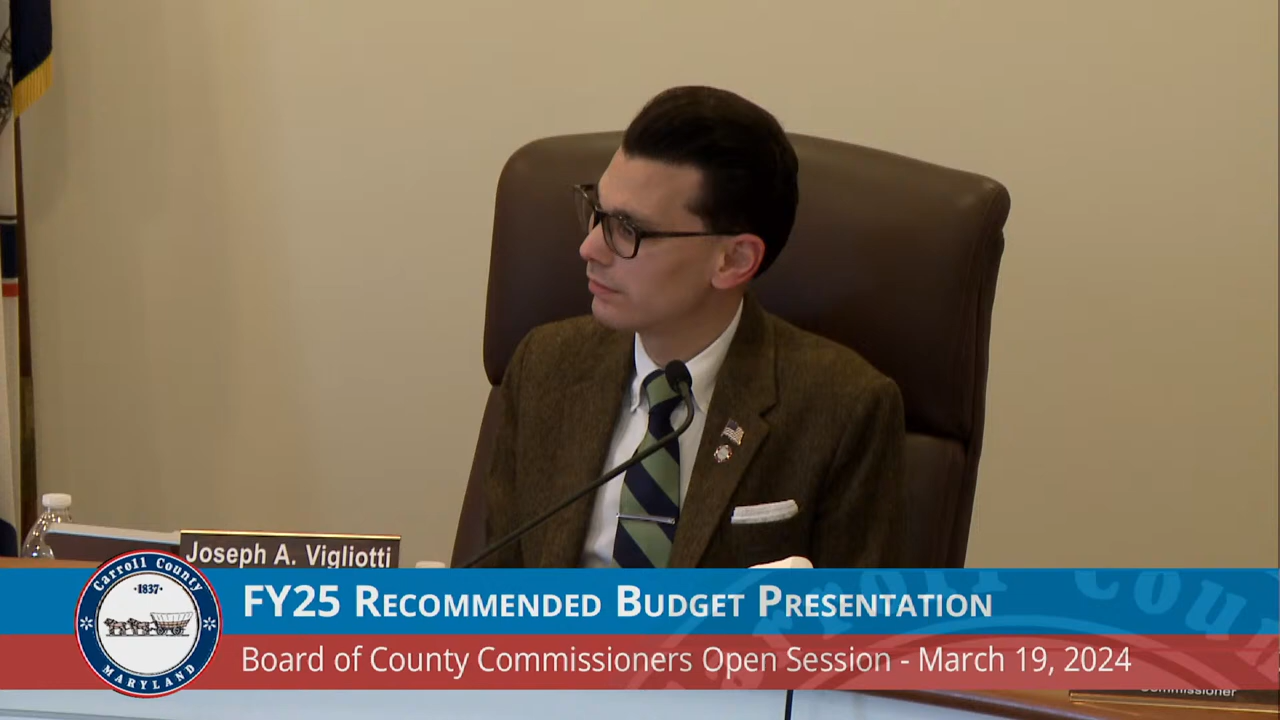 Joseph A. Vigliotti
Carroll County
·1837·
MARYLAND
FY25 RECOMMENDED BUDGET PRESENTATION
Board of County Commissioners Open Session - March 19, 2024
Commissioner